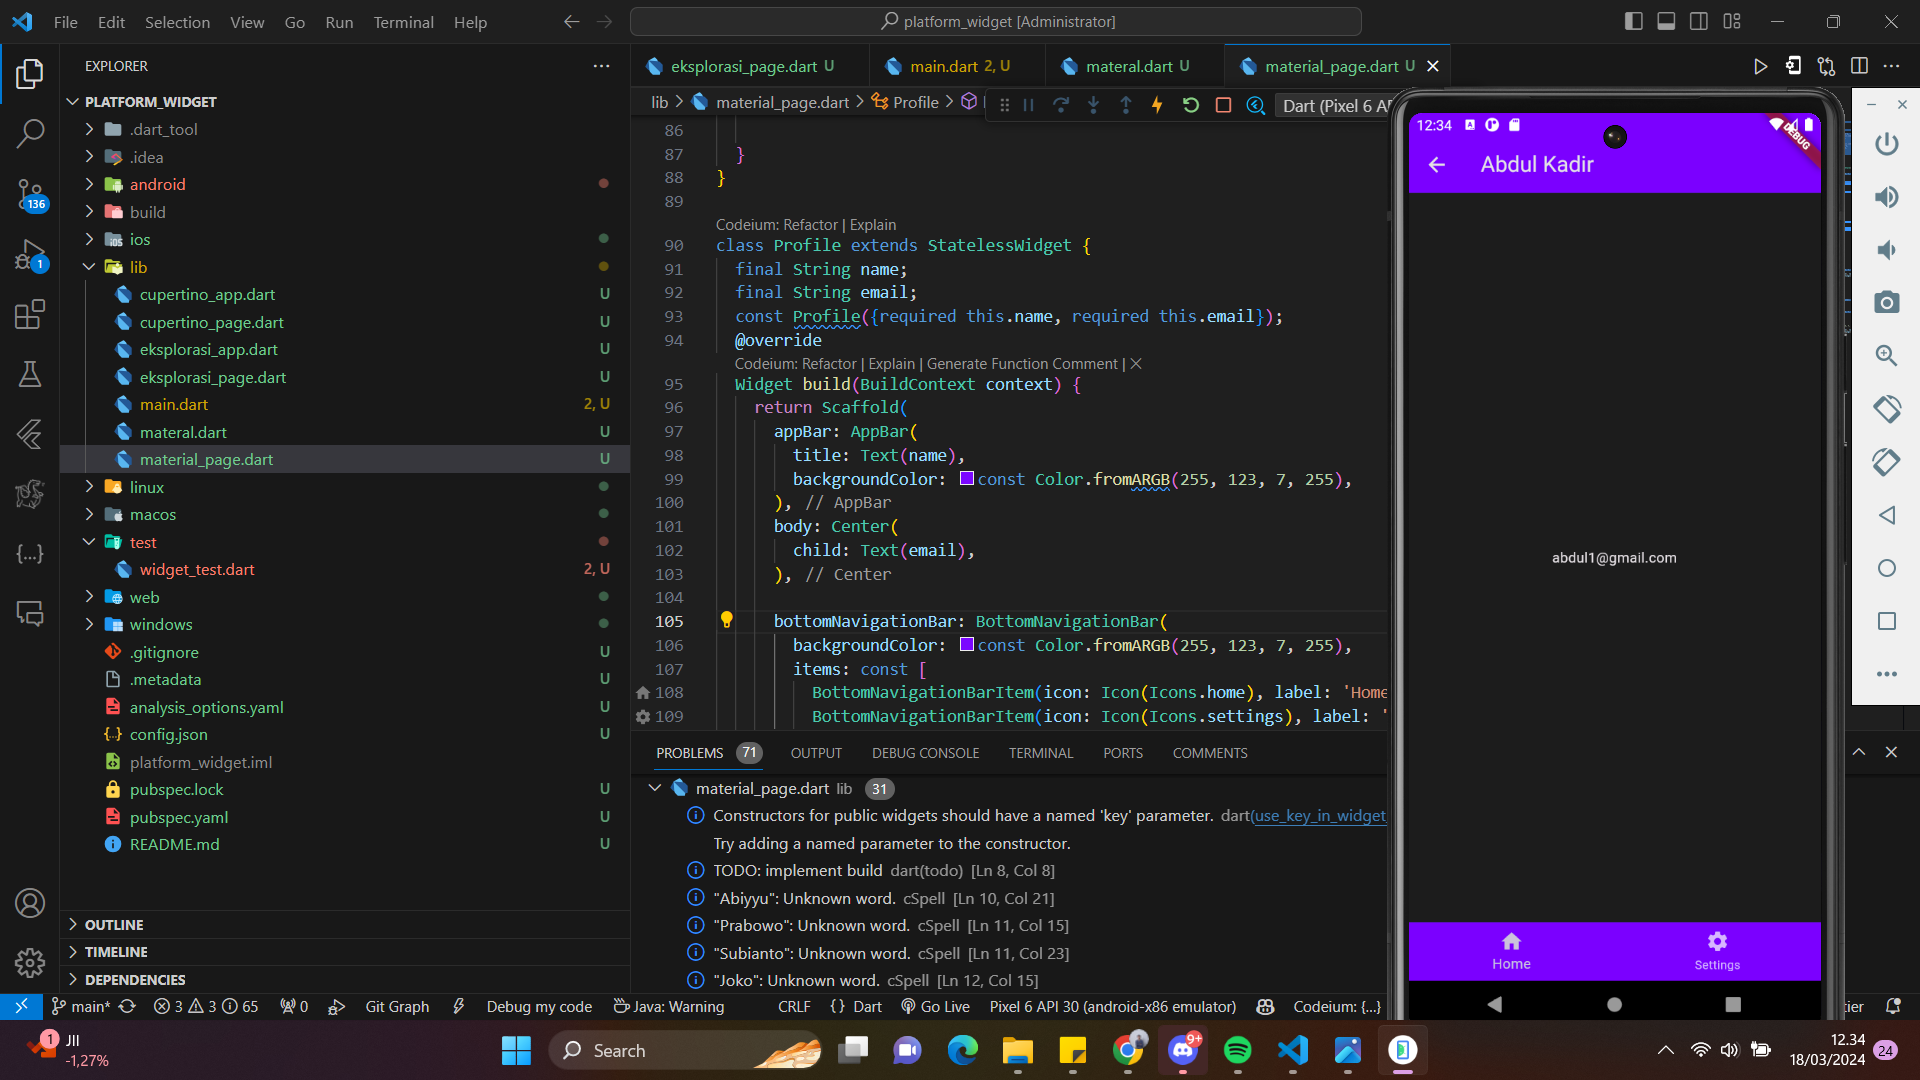 File Edit Selection View Go Run Terminal Help
platform_widget [Administrator]
EXPLORER
PLATFORM_WIDGET
.dart_tool
.idea
android
build
ios
lib
cupertino_app.dart U
cupertino_page.dart U
eksplorasi_app.dart U
eksplorasi_page.dart U
main.dart 2, U
materal.dart U
material_page.dart U
linux
macos
test
widget_test.dart 2, U
web
windows
.gitignore U
.metadata U
analysis_options.yaml U
config.json U
platform_widget.iml
pubspec.lock U
pubspec.yaml U
README.md U
OUTLINE
TIMELINE
DEPENDENCIES
136
1
eksplorasi_page.dart U main.dart 2, U materal.dart U material_page.dart U
lib > material_page.dart > Profile >
Dart (Pixel 6 AP
86
87 }
88 }
89
Codeium: Refactor | Explain
90 class Profile extends StatelessWidget {
91 final String name;
92 final String email;
93 const Profile({required this.name, required this.email});
94 @override
Codeium: Refactor | Explain | Generate Function Comment | X
95 Widget build(BuildContext context) {
96 return Scaffold(
97 appBar: AppBar(
98 title: Text(name),
99 backgroundColor: const Color.fromARGB(255, 123, 7, 255),
100 ), // AppBar
101 body: Center(
102 child: Text(email),
103 ), // Center
104
105 bottomNavigationBar: BottomNavigationBar(
106 backgroundColor: const Color.fromARGB(255, 123, 7, 255),
107 items: const [
108 BottomNavigationBarItem(icon: Icon(Icons.home), label: 'Home
109 BottomNavigationBarItem(icon: Icon(Icons.settings), label: '
PROBLEMS 71 OUTPUT DEBUG CONSOLE TERMINAL PORTS COMMENTS
material_page.dart lib 31
Constructors for public widgets should have a named 'key' parameter. dart(use_key_in_widget
Try adding a named parameter to the constructor.
TODO: implement build dart(todo) [Ln 8, Col 8]
"Abiyyu": Unknown word. cSpell [Ln 10, Col 21]
"Prabowo": Unknown word. cSpell [Ln 11, Col 15]
"Subianto": Unknown word. cSpell [Ln 11, Col 23]
"Joko": Unknown word. cSpell [Ln 12, Col 15]
12:34
DEBUG
Abdul Kadir
abdul1@gmail.com
Home Settings
main* 3 3 65 0 Git Graph Debug my code Java: Warning CRLF {} Dart Go Live Pixel 6 API 30 (android-x86 emulator) Codeium: {...} tier
1 JII
-1,27%
Search
9+
12.34
18/03/2024 24